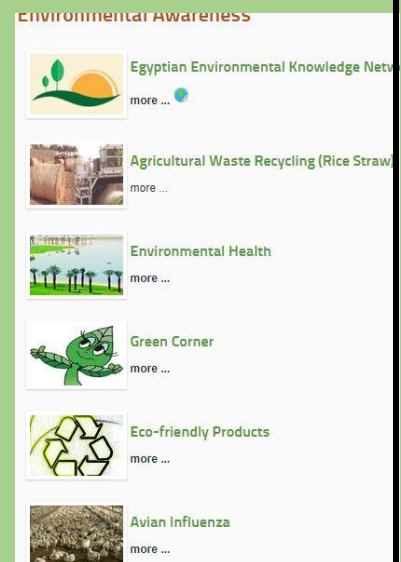 Environmental Awareness
Egyptian Environmental Knowledge
more ...
Agricultural Waste Recycling (Rice Straw)
more ...
Environmental Health
more ...
Green Corner
more ...
Eco-friendly Products
more ...
Avian Influenza
more ...